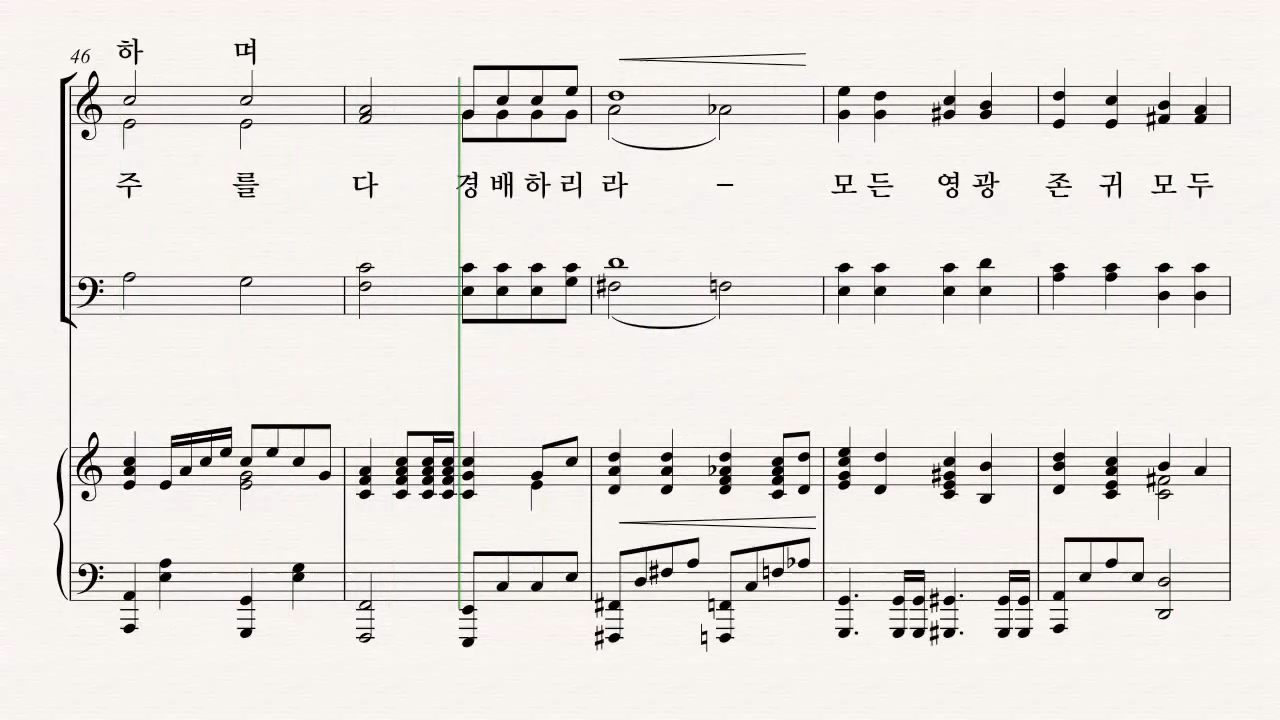 46 하 며
주 를 다 경 배 하 리 라 – 모 든 영 광 존 귀 모 두